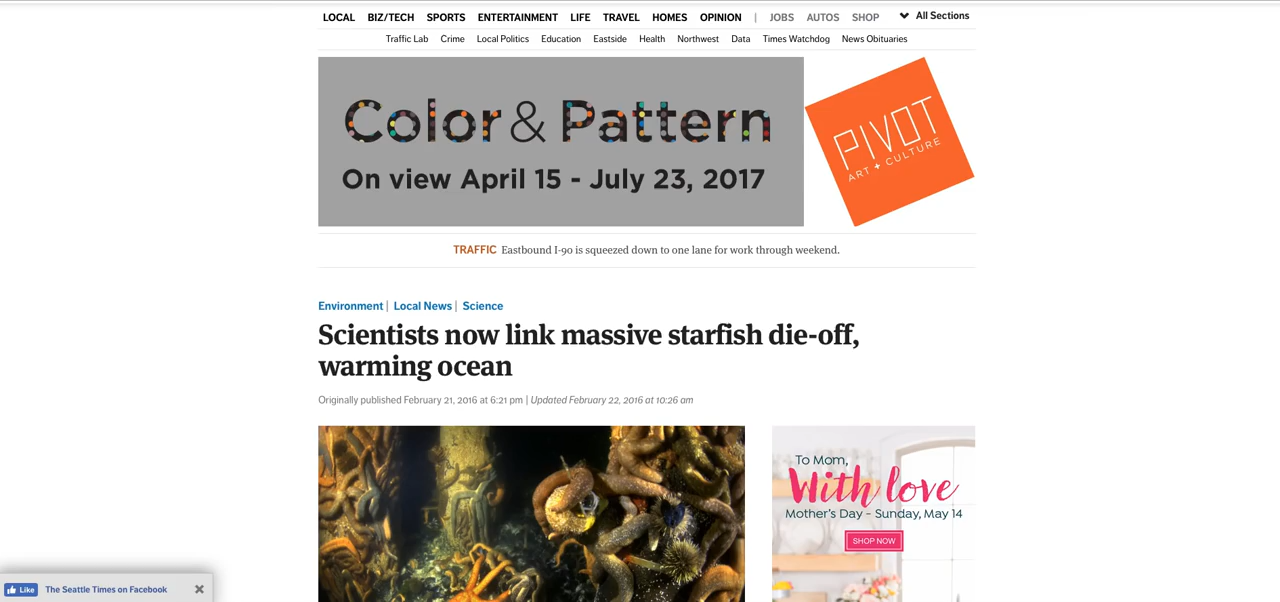 LOCAL BIZ/TECH SPORTS ENTERTAINMENT LIFE TRAVEL HOMES OPINION | JOBS AUTOS SHOP All Sections
Traffic Lab Crime Local Politics Education Eastside Health Northwest Data Times Watchdog News Obituaries
Color & Pattern
On view April 15 - July 23, 2017
PIVOT
ART + CULTURE
TRAFFIC Eastbound I-90 is squeezed down to one lane for work through weekend.
Environment | Local News | Science
Scientists now link massive starfish die-off,
warming ocean
Originally published February 21, 2016 at 6:21 pm | Updated February 22, 2016 at 10:26 am
To Mom,
With love
Mother's Day - Sunday, May 14
SHOP NOW
Like The Seattle Times on Facebook